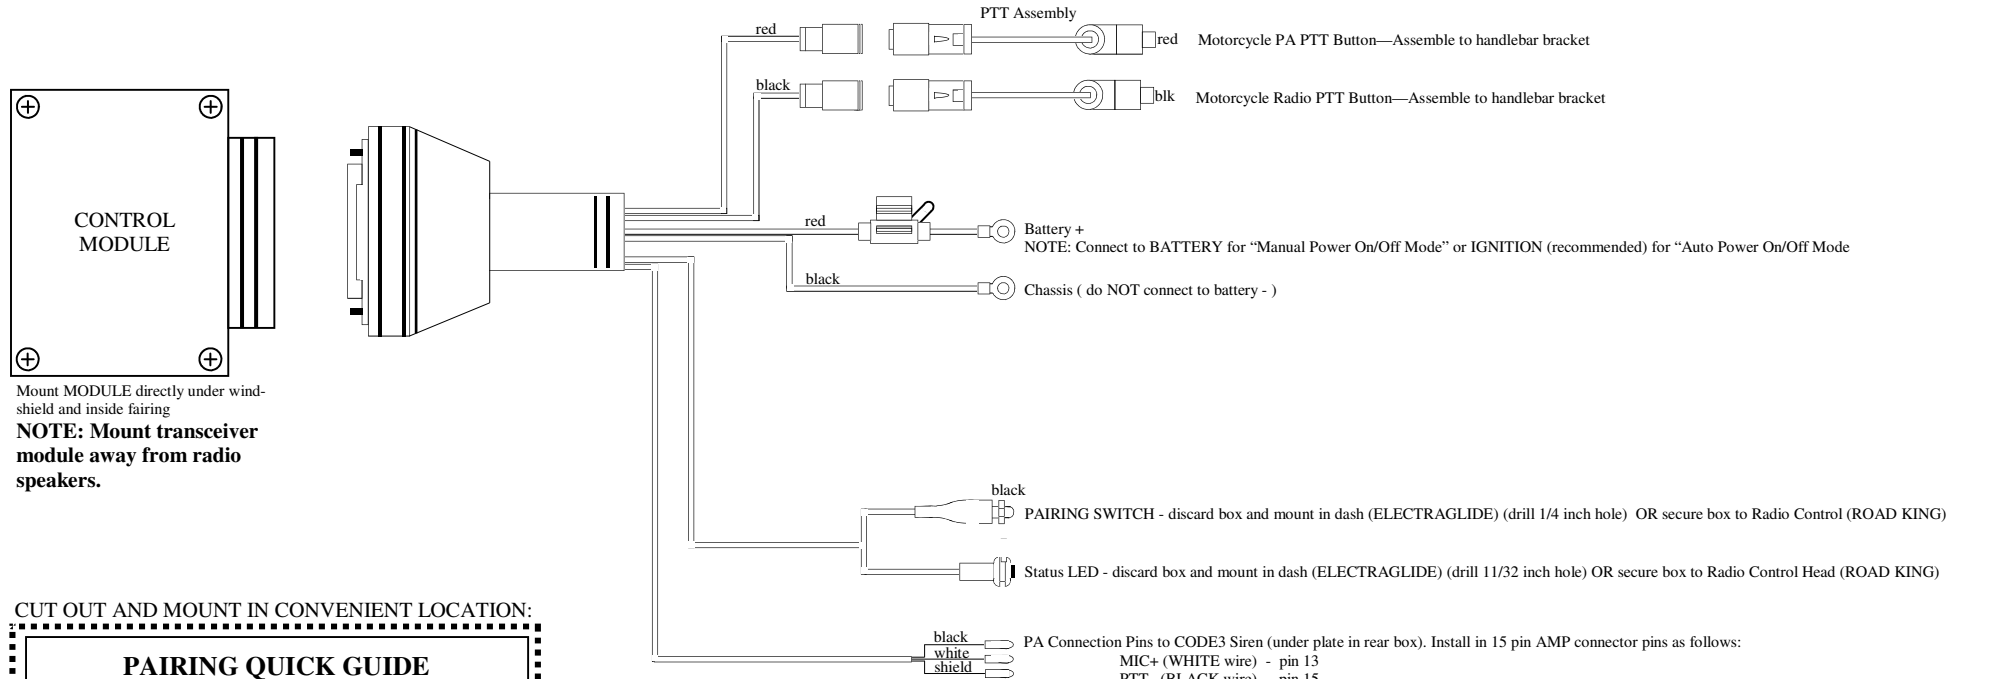 PTT Assembly
red
red
Motorcycle PA PTT Button—Assemble to handlebar bracket
black
blk
Motorcycle Radio PTT Button—Assemble to handlebar bracket
CONTROL
MODULE
red
Battery +
NOTE: Connect to BATTERY for “Manual Power On/Off Mode” or IGNITION (recommended) for “Auto Power On/Off Mode
black
Chassis ( do NOT connect to battery - )
Mount MODULE directly under wind-
shield and inside fairing
NOTE: Mount transceiver
module away from radio
speakers.
black
PAIRING SWITCH - discard box and mount in dash (ELECTRAGLIDE) (drill 1/4 inch hole)  OR secure box to Radio Control (ROAD KING)
Status LED - discard box and mount in dash (ELECTRAGLIDE) (drill 11/32 inch hole) OR secure box to Radio Control Head (ROAD KING)
CUT OUT AND MOUNT IN CONVENIENT LOCATION:
PAIRING QUICK GUIDE
black
white
shield
PA Connection Pins to CODE3 Siren (under plate in rear box). Install in 15 pin AMP connector pins as follows:
MIC+ (WHITE wire)  -  pin 13
PTT  (BLACK wire)  -  pin 15